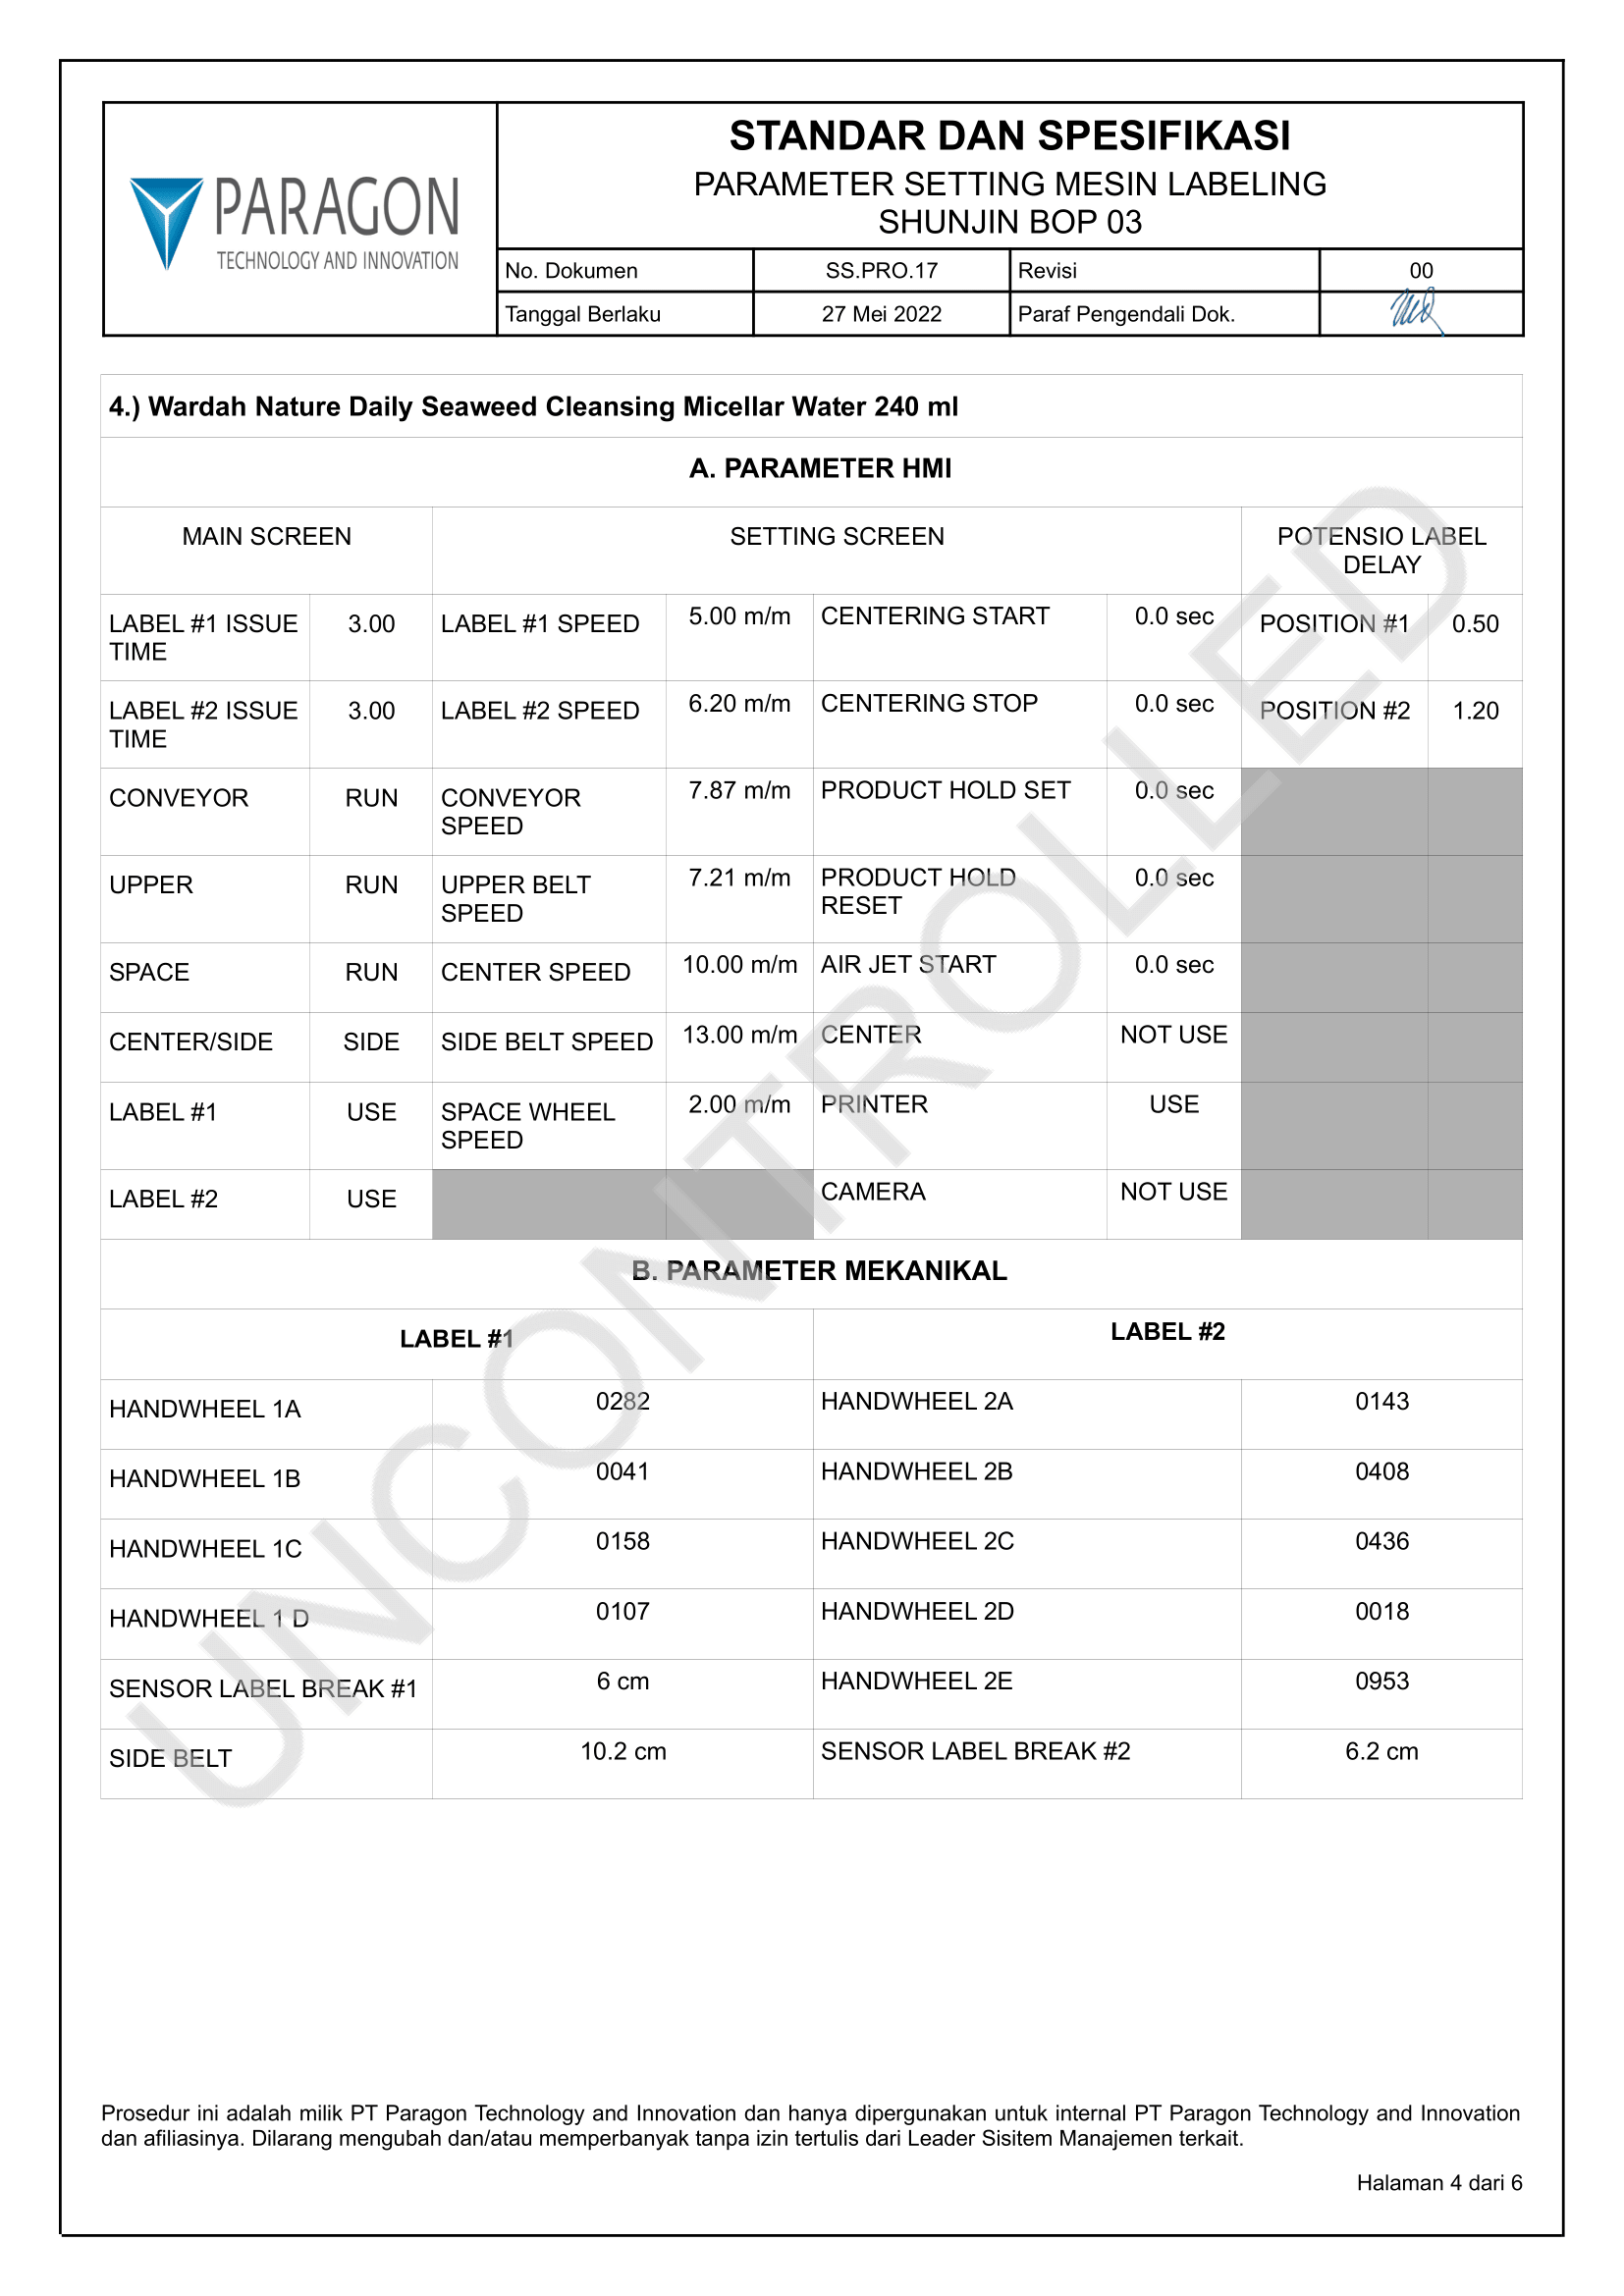 PARAGON
TECHNOLOGY AND INNOVATION
STANDAR DAN SPESIFIKASI
PARAMETER SETTING MESIN LABELING
SHUNJIN BOP 03
No. Dokumen SS.PRO.17 Revisi 00
Tanggal Berlaku 27 Mei 2022 Paraf Pengendali Dok.
4.) Wardah Nature Daily Seaweed Cleansing Micellar Water 240 ml
A. PARAMETER HMI
MAIN SCREEN SETTING SCREEN POTENSIO LABEL
DELAY
LABEL #1 ISSUE 3.00 LABEL #1 SPEED 5.00 m/m CENTERING START 0.0 sec POSITION #1 0.50
TIME
LABEL #2 ISSUE 3.00 LABEL #2 SPEED 6.20 m/m CENTERING STOP 0.0 sec POSITION #2 1.20
TIME
CONVEYOR RUN CONVEYOR 7.87 m/m PRODUCT HOLD SET 0.0 sec
SPEED
UPPER RUN UPPER BELT 7.21 m/m PRODUCT HOLD 0.0 sec
SPEED RESET
SPACE RUN CENTER SPEED 10.00 m/m AIR JET START 0.0 sec
CENTER/SIDE SIDE SIDE BELT SPEED 13.00 m/m CENTER NOT USE
LABEL #1 USE SPACE WHEEL 2.00 m/m PRINTER USE
SPEED
LABEL #2 USE CAMERA NOT USE
B. PARAMETER MEKANIKAL
LABEL #1 LABEL #2
HANDWHEEL 1A 0282 HANDWHEEL 2A 0143
HANDWHEEL 1B 0041 HANDWHEEL 2B 0408
HANDWHEEL 1C 0158 HANDWHEEL 2C 0436
HANDWHEEL 1 D 0107 HANDWHEEL 2D 0018
SENSOR LABEL BREAK #1 6 cm HANDWHEEL 2E 0953
SIDE BELT 10.2 cm SENSOR LABEL BREAK #2 6.2 cm
UNCONTROLLED
Prosedur ini adalah milik PT Paragon Technology and Innovation dan hanya dipergunakan untuk internal PT Paragon Technology and Innovation
dan afiliasinya. Dilarang mengubah dan/atau memperbanyak tanpa izin tertulis dari Leader Sisitem Manajemen terkait.
Halaman 4 dari 6